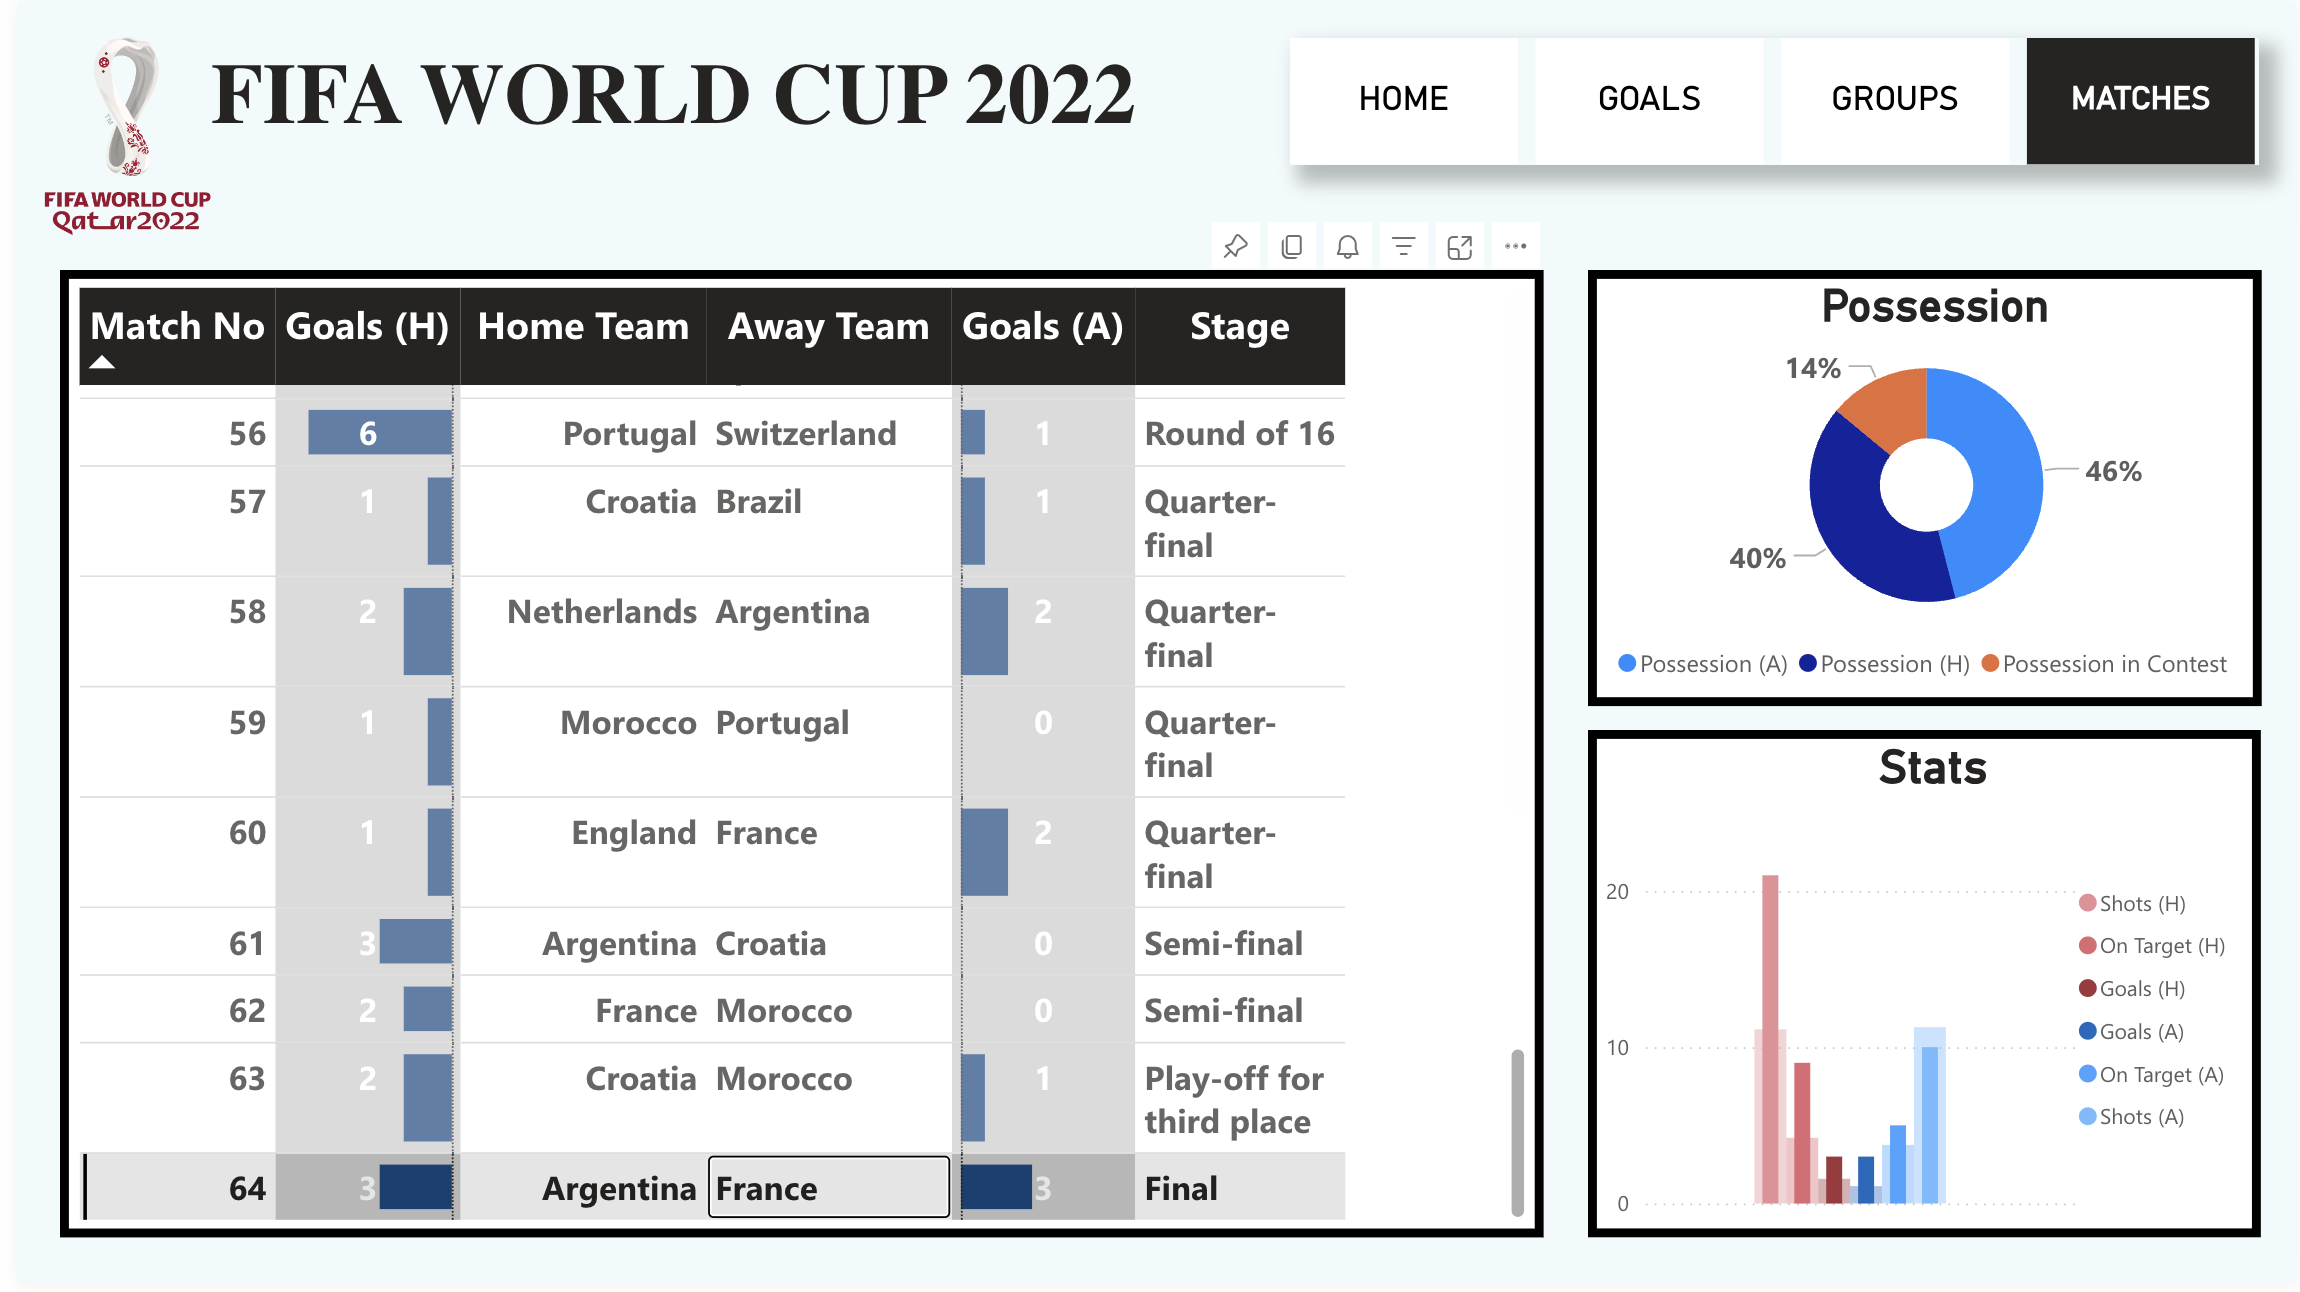 FIFA WORLD CUP 2022
HOME
GOALS
GROUPS
MATCHES
TM
FIFA WORLD CUP
Qatar2022
Match No Goals (H) Home Team Away Team Goals (A) Stage
56 6 Portugal Switzerland 1 Round of 16
57 1 Croatia Brazil 1 Quarter-
final
58 2 Netherlands Argentina 2 Quarter-
final
59 1 Morocco Portugal 0 Quarter-
final
60 1 England France 2 Quarter-
final
61 3 Argentina Croatia 0 Semi-final
62 2 France Morocco 0 Semi-final
63 2 Croatia Morocco 1 Play-off for
third place
64 3 Argentina France 3 Final
Possession
14%
46%
40%
Possession (A) Possession (H) Possession in Contest
Stats
20
10
0
Shots (H)
On Target (H)
Goals (H)
Goals (A)
On Target (A)
Shots (A)